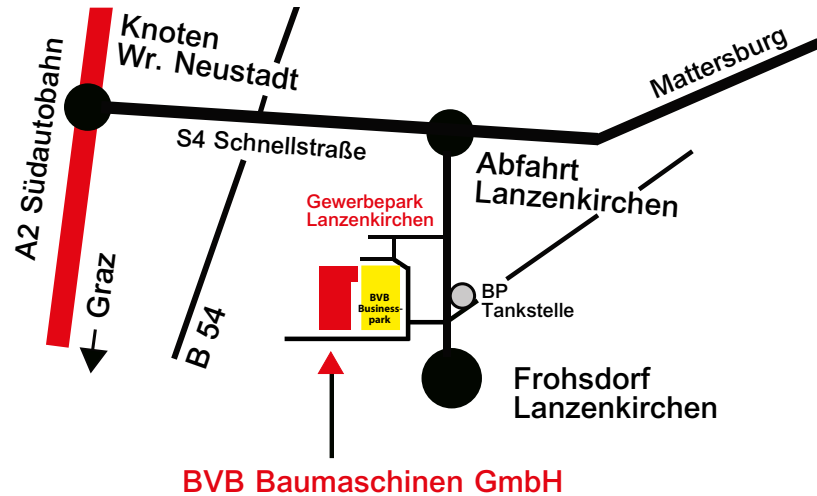 Knoten
Wr. Neustadt
A2 Südautobahn
Mattersburg
S4 Schnellstraße
Abfahrt
Lanzenkirchen
Gewerbepark
Lanzenkirchen
Graz
B 54
BVB
Business-
park
BP
Tankstelle
Frohsdorf
Lanzenkirchen
BVB Baumaschinen GmbH